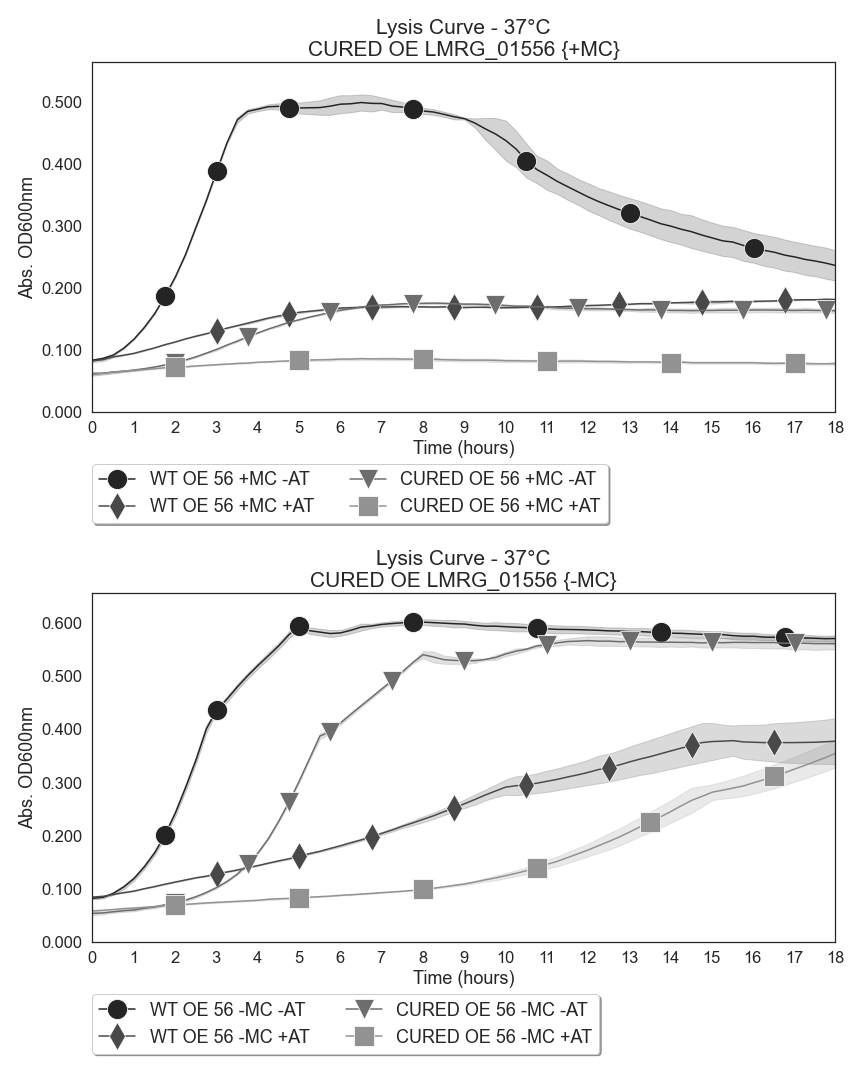 Lysis Curve - 37°C
CURED OE LMRG_01556 {+MC}
Abs. OD600nm
0.500
0.400
0.300
0.200
0.100
0.000
0 1 2 3 4 5 6 7 8 9 10 11 12 13 14 15 16 17 18
Time (hours)
WT OE 56 +MC -AT
WT OE 56 +MC +AT
CURED OE 56 +MC -AT
CURED OE 56 +MC +AT
Lysis Curve - 37°C
CURED OE LMRG_01556 {-MC}
Abs. OD600nm
0.600
0.500
0.400
0.300
0.200
0.100
0.000
0 1 2 3 4 5 6 7 8 9 10 11 12 13 14 15 16 17 18
Time (hours)
WT OE 56 -MC -AT
WT OE 56 -MC +AT
CURED OE 56 -MC -AT
CURED OE 56 -MC +AT